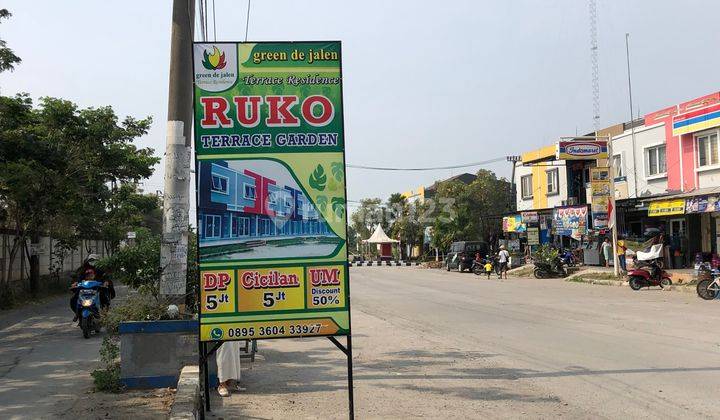 green de jalen
Terrace Residence
green de jalen
Terrace Residence
RUKO
TERRACE GARDEN
DP
5Jt
Cicilan
5Jt
UM
Discount
50%
0895 3604 33927
Indomaret
123